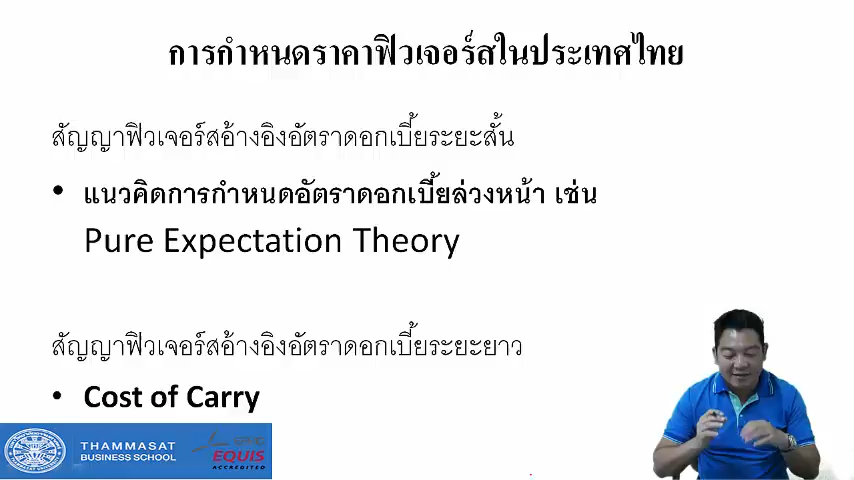 การกำหนดราคาฟิวเจอร์สในประเทศไทย
สัญญาฟิวเจอร์สอ้างอิงอัตราดอกเบี้ยระยะสั้น
• แนวคิดการกำหนดอัตราดอกเบี้ยล่วงหน้า เช่น
Pure Expectation Theory
สัญญาฟิวเจอร์สอ้างอิงอัตราดอกเบี้ยระยะยาว
• Cost of Carry
THAMMASAT
BUSINESS SCHOOL
EQUIS
ACCREDITED